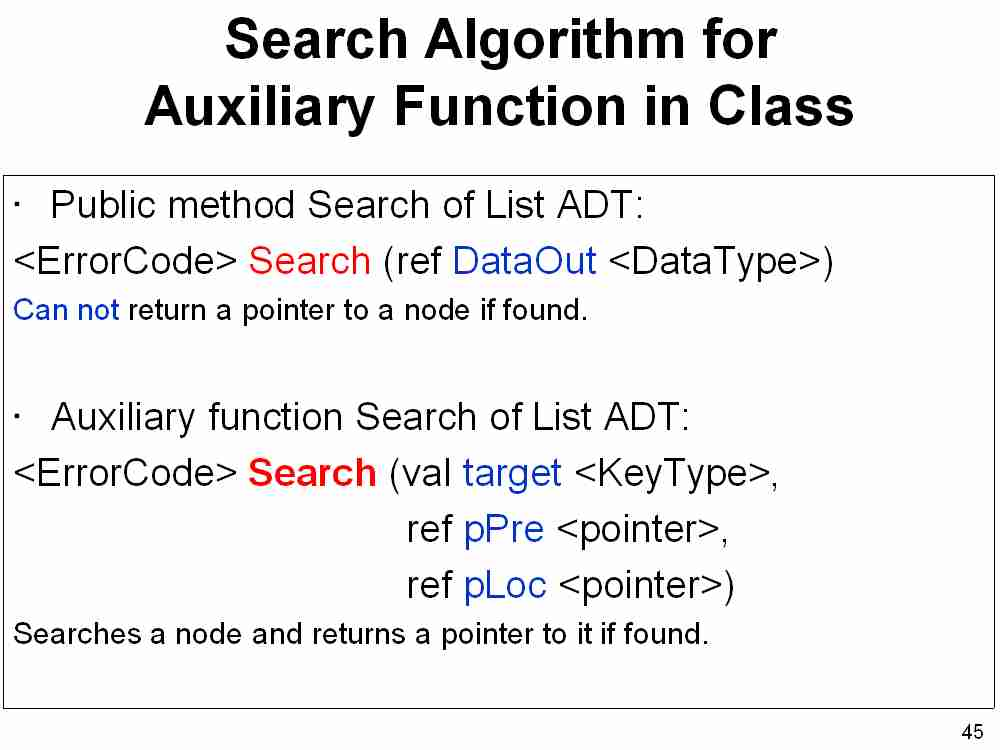 Search Algorithm for
Auxiliary Function in Class
· Public method Search of List ADT:
<ErrorCode> Search (ref DataOut <DataType>)
Can not return a pointer to a node if found.
· Auxiliary function Search of List ADT:
<ErrorCode> Search (val target <KeyType>,
ref pPre <pointer>,
ref pLoc <pointer>)
Searches a node and returns a pointer to it if found.
45